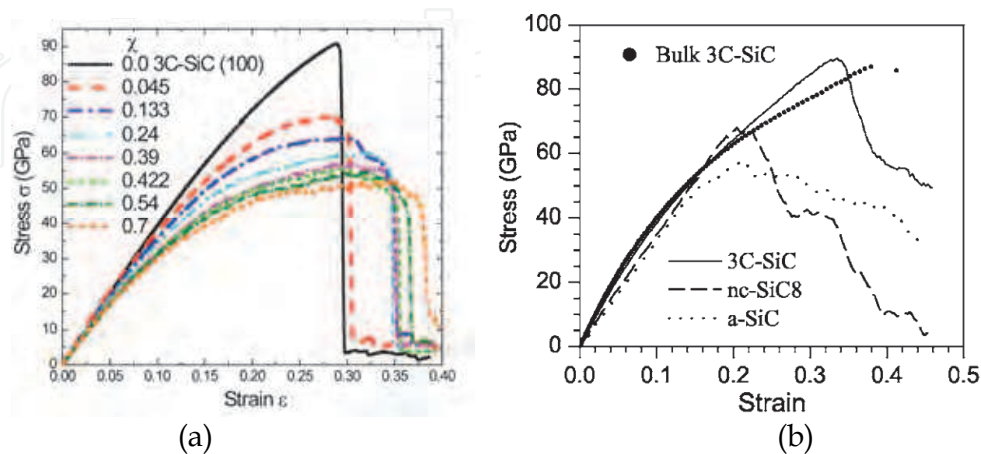 χ
0.0 3C-SiC (100)
0.045
0.133
0.24
0.39
0.422
0.54
0.7
90
80
70
60
50
40
30
20
10
0
Stress σ (GPa)
0.00 0.05 0.10 0.15 0.20 0.25 0.30 0.35 0.40
Strain ε
(a)
100
80
60
40
20
0
Stress (GPa)
Bulk 3C-SiC
3C-SiC
nc-SiC8
a-SiC
0.0 0.1 0.2 0.3 0.4 0.5
Strain
(b)